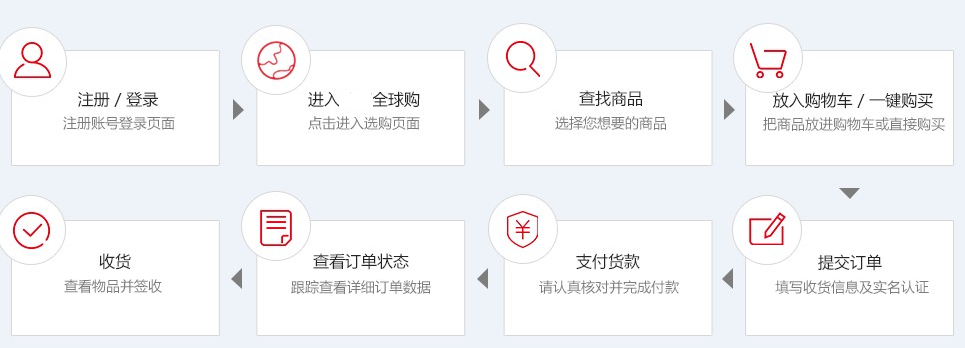 注册 / 登录
注册账号登录页面
进入 全球购
点击进入选购页面
查找商品
选择您想要的商品
放入购物车 / 一键购买
把商品放进购物车或直接购买
收货
查看物品并签收
查看订单状态
跟踪查看详细订单数据
¥
支付货款
请认真核对并完成付款
提交订单
填写收货信息及实名认证